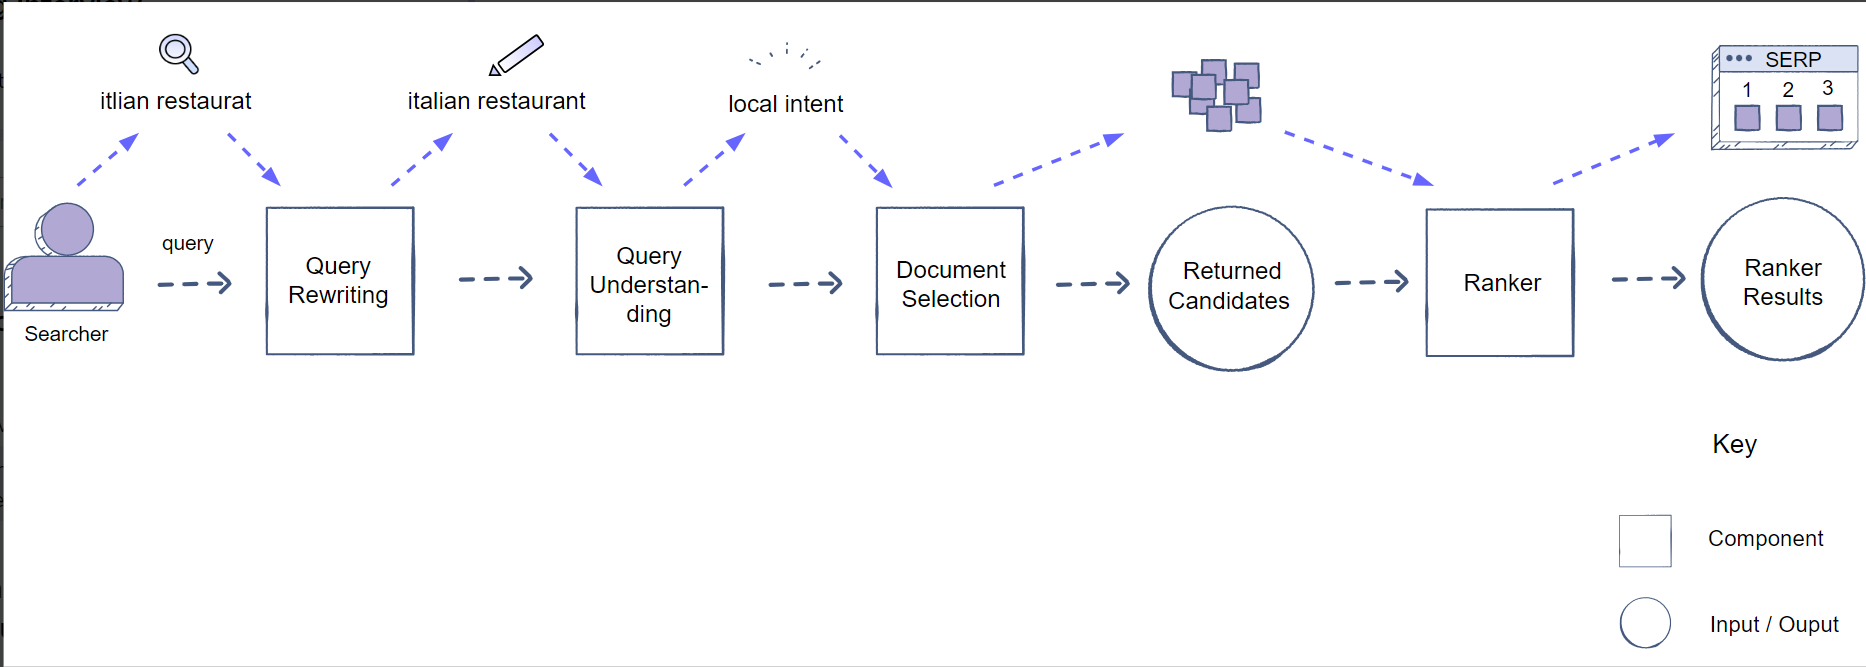 itlian restaurat
italian restaurant
local intent
SERP
1 2 3
query
Searcher
Query
Rewriting
Query
Understan-
ding
Document
Selection
Returned
Candidates
Ranker
Ranker
Results
Key
Component
Input / Ouput